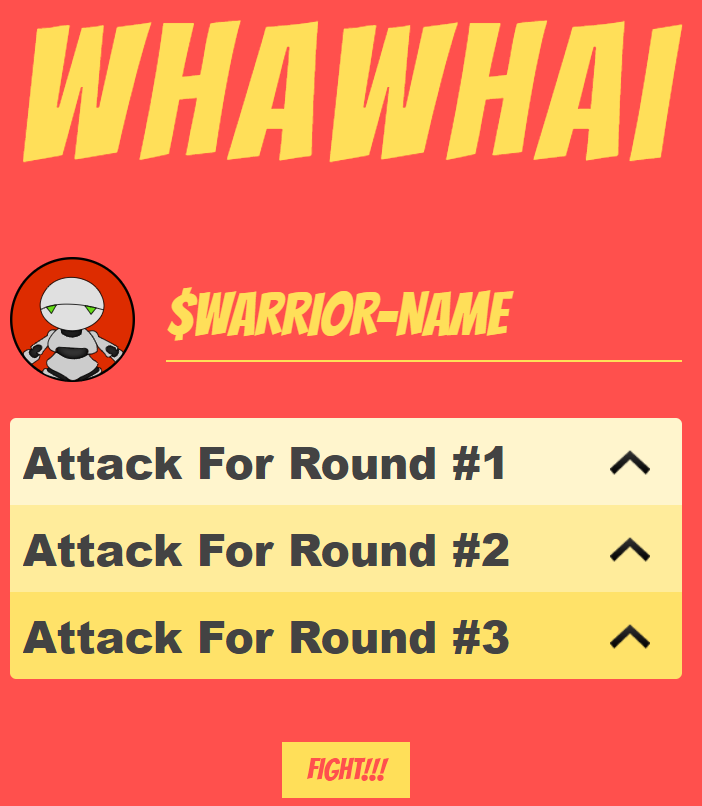 WHAWHAI
$WARRIOR-NAME
Attack For Round #1
Attack For Round #2
Attack For Round #3
FIGHT!!!